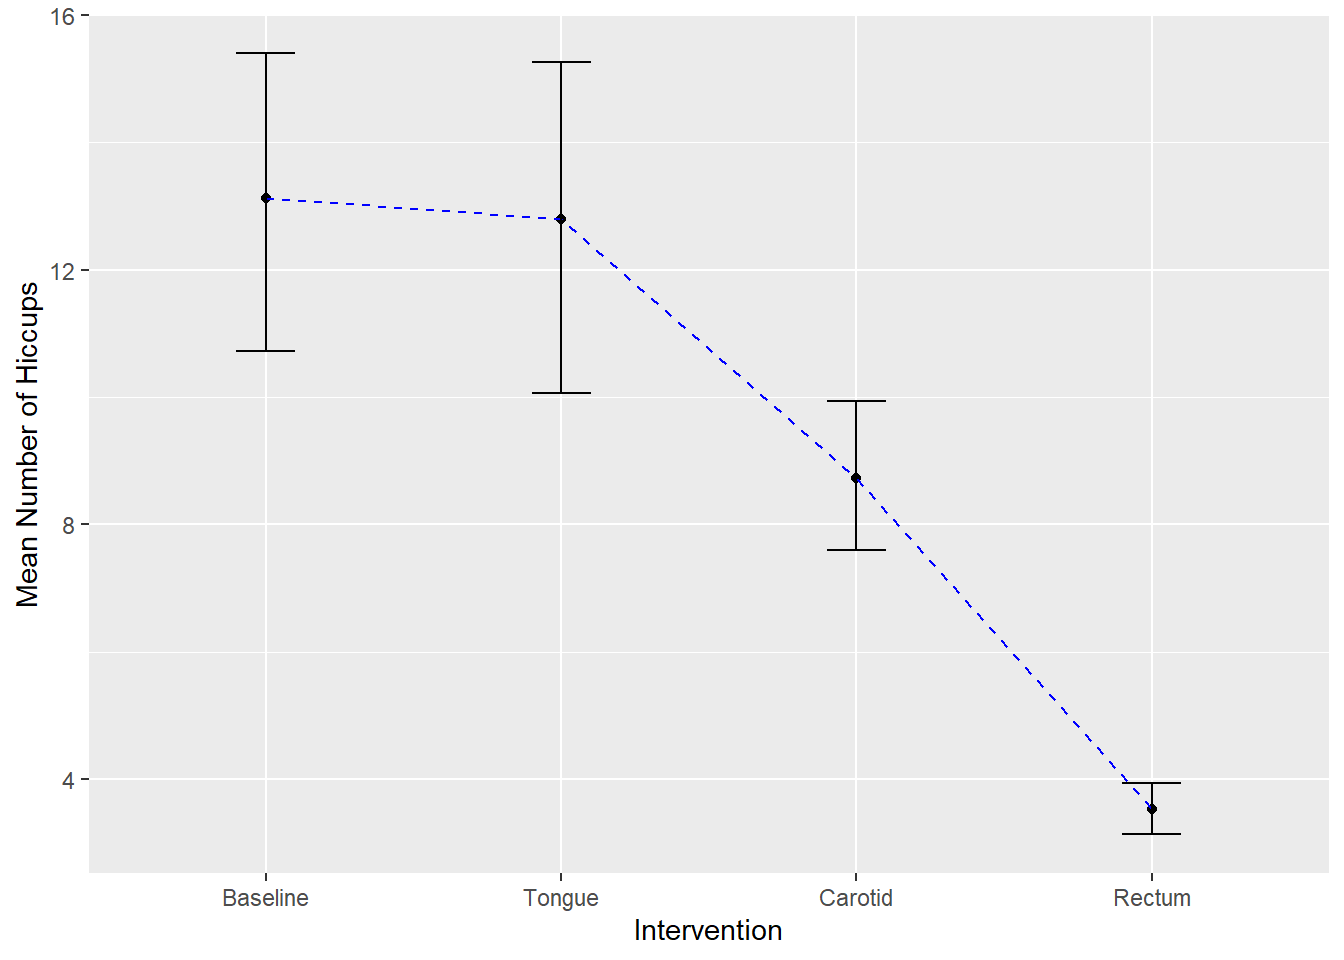 Mean Number of Hiccups
16
12
8
4
Baseline Tongue Carotid Rectum
Intervention